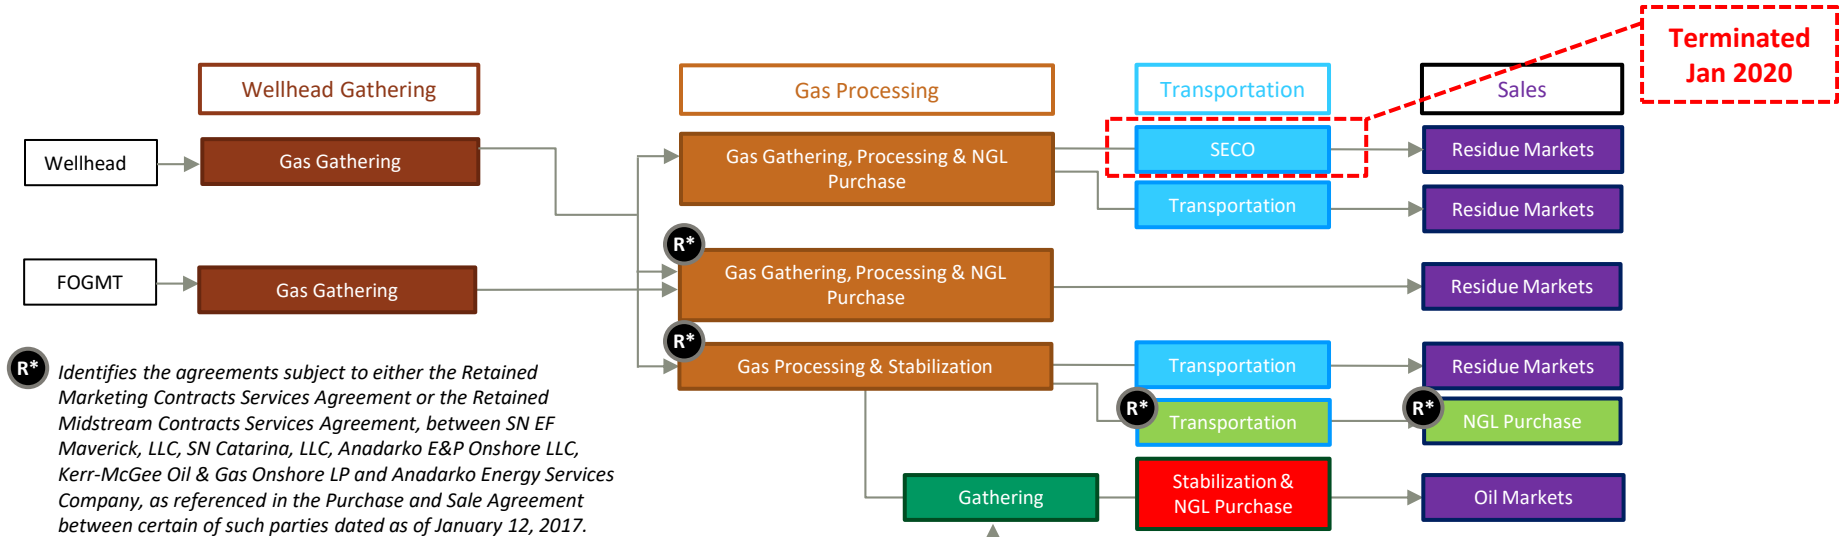 Terminated
Jan 2020
Wellhead Gathering
Gas Processing
Transportation
Sales
Wellhead
Gas Gathering
Gas Gathering, Processing & NGL
Purchase
SECO
Residue Markets
Transportation
Residue Markets
R*
FOGMT
Gas Gathering
Gas Gathering, Processing & NGL
Purchase
Residue Markets
R*
Gas Processing & Stabilization
Transportation
Residue Markets
R*
Transportation
R*
NGL Purchase
Gathering
Stabilization &
NGL Purchase
Oil Markets
R*
Identifies the agreements subject to either the Retained
Marketing Contracts Services Agreement or the Retained
Midstream Contracts Services Agreement, between SN EF
Maverick, LLC, SN Catarina, LLC, Anadarko E&P Onshore LLC,
Kerr-McGee Oil & Gas Onshore LP and Anadarko Energy Services
Company, as referenced in the Purchase and Sale Agreement
between certain of such parties dated as of January 12, 2017.